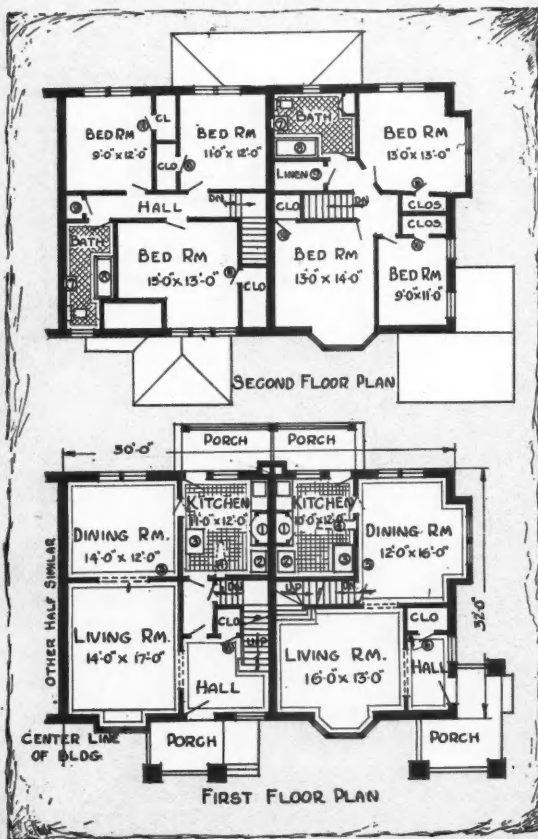 BATH
CL
BED RM
9'-0" x 12'-0"
BED RM
11'-0" x 12'-0"
BED RM
13'-0" x 13'-0"
CLO
LINEN
HALL
DN
CLO
DN
CLOS.
CLOS.
BATH
BED RM
15'-0" x 13'-0"
CLO
BED RM
13'-0" x 14'-0"
BED RM
9'-0" x 11'-0"
SECOND FLOOR PLAN
PORCH
PORCH
30'-0"
KITCHEN
11'-0" x 12'-0"
KITCHEN
10'-0" x 12'-0"
DINING RM.
14'-0" x 12'-0"
DINING RM
12'-0" x 16'-0"
OTHER HALF SIMILAR
DN
UP
DN
32'-0"
CLO
UP
CLO
LIVING RM.
14'-0" x 17'-0"
LIVING RM.
16'-0" x 13'-0"
HALL
HALL
CENTER LINE
OF BLDG
PORCH
PORCH
FIRST FLOOR PLAN